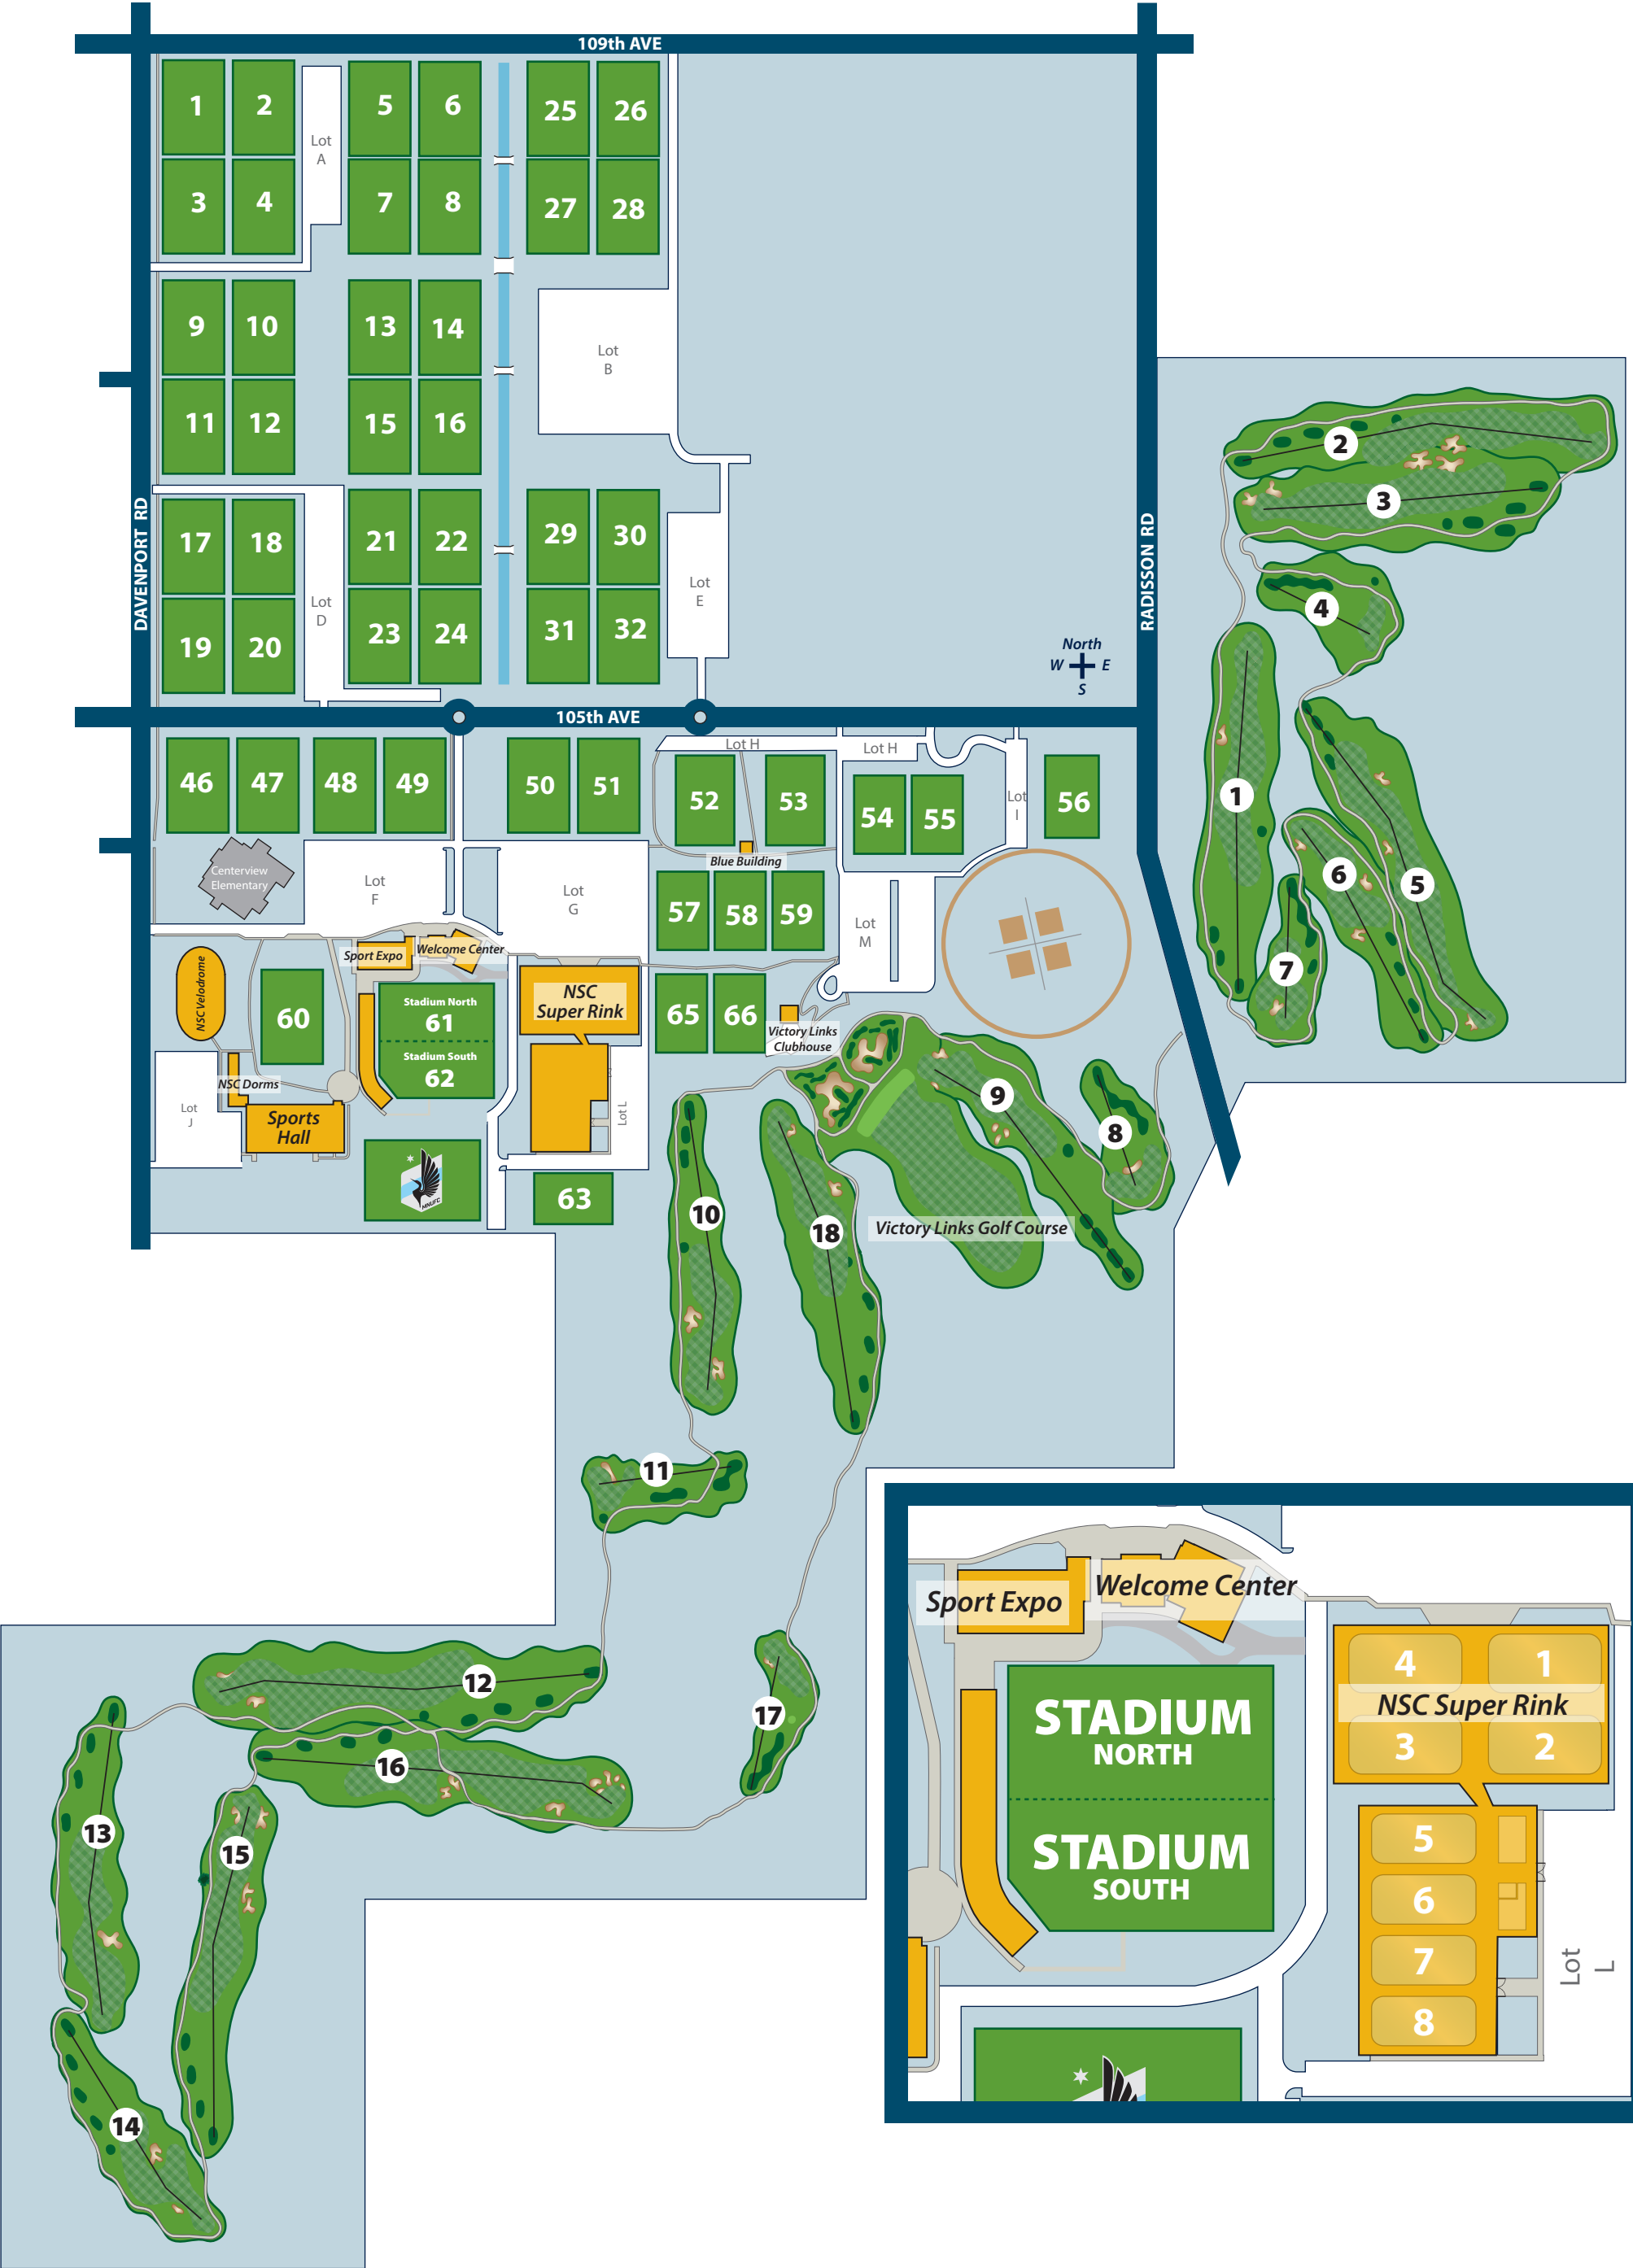 109th AVE
1
2
5
6
25
26
Lot
A
3
4
7
8
27
28
9
10
13
14
Lot
B
11
12
15
16
2
3
DAVENPORT RD
RADISSON RD
17
18
21
22
29
30
Lot
D
Lot
E
4
19
20
23
24
31
32
North
W E
S
105th AVE
Lot H
Lot H
46
47
48
49
50
51
52
53
54
55
Lot
I
56
1
Blue Building
Centerview
Elementary
Lot
F
Lot
G
6
5
57
58
59
Lot
M
Sport Expo
Welcome Center
7
NSC Velodrome
60
Stadium North
61
Stadium South
62
NSC
Super Rink
65
66
Victory Links
Clubhouse
NSC Dorms
Lot
J
Sports
Hall
Lot L
9
8
MNUFC
63
10
18
Victory Links Golf Course
11
12
17
16
13
15
14
Sport Expo
Welcome Center
4
1
NSC Super Rink
3
2
STADIUM
NORTH
STADIUM
SOUTH
5
6
7
8
Lot
L